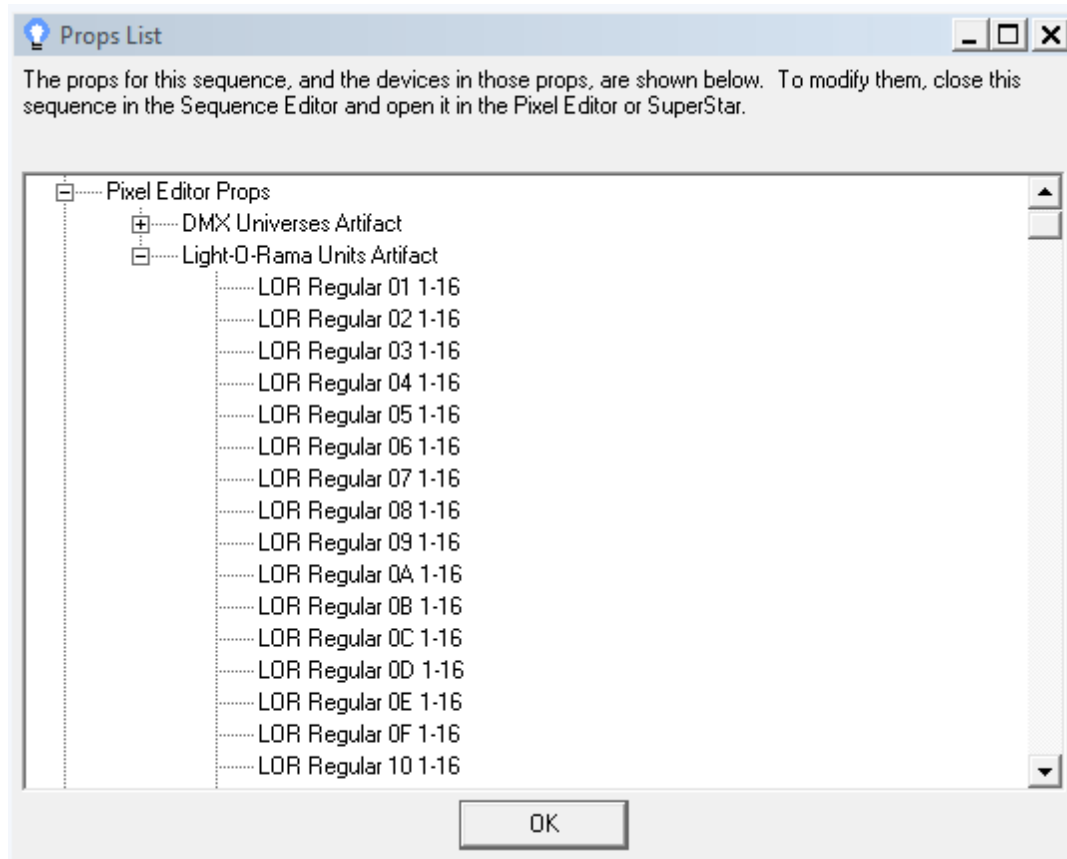 Props List
The props for this sequence, and the devices in those props, are shown below. To modify them, close this
sequence in the Sequence Editor and open it in the Pixel Editor or SuperStar.
Pixel Editor Props
DMX Universes Artifact
Light-O-Rama Units Artifact
LOR Regular 01 1-16
LOR Regular 02 1-16
LOR Regular 03 1-16
LOR Regular 04 1-16
LOR Regular 05 1-16
LOR Regular 06 1-16
LOR Regular 07 1-16
LOR Regular 08 1-16
LOR Regular 09 1-16
LOR Regular 0A 1-16
LOR Regular 0B 1-16
LOR Regular 0C 1-16
LOR Regular 0D 1-16
LOR Regular 0E 1-16
LOR Regular 0F 1-16
LOR Regular 10 1-16
OK